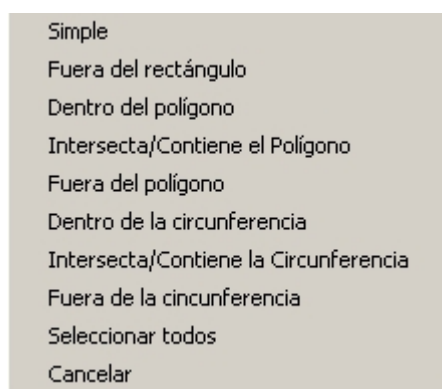 Simple
Fuera del rectángulo
Dentro del polígono
Intersecta/Contiene el Polígono
Fuera del polígono
Dentro de la circunferencia
Intersecta/Contiene la Circunferencia
Fuera de la cincunferencia
Seleccionar todos
Cancelar